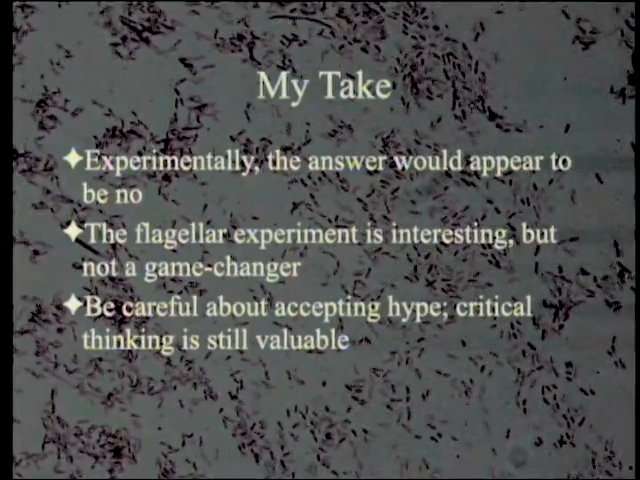 My Take
✦Experimentally, the answer would appear to
be no
✦The flagellar experiment is interesting, but
not a game-changer
✦Be careful about accepting hype; critical
thinking is still valuable